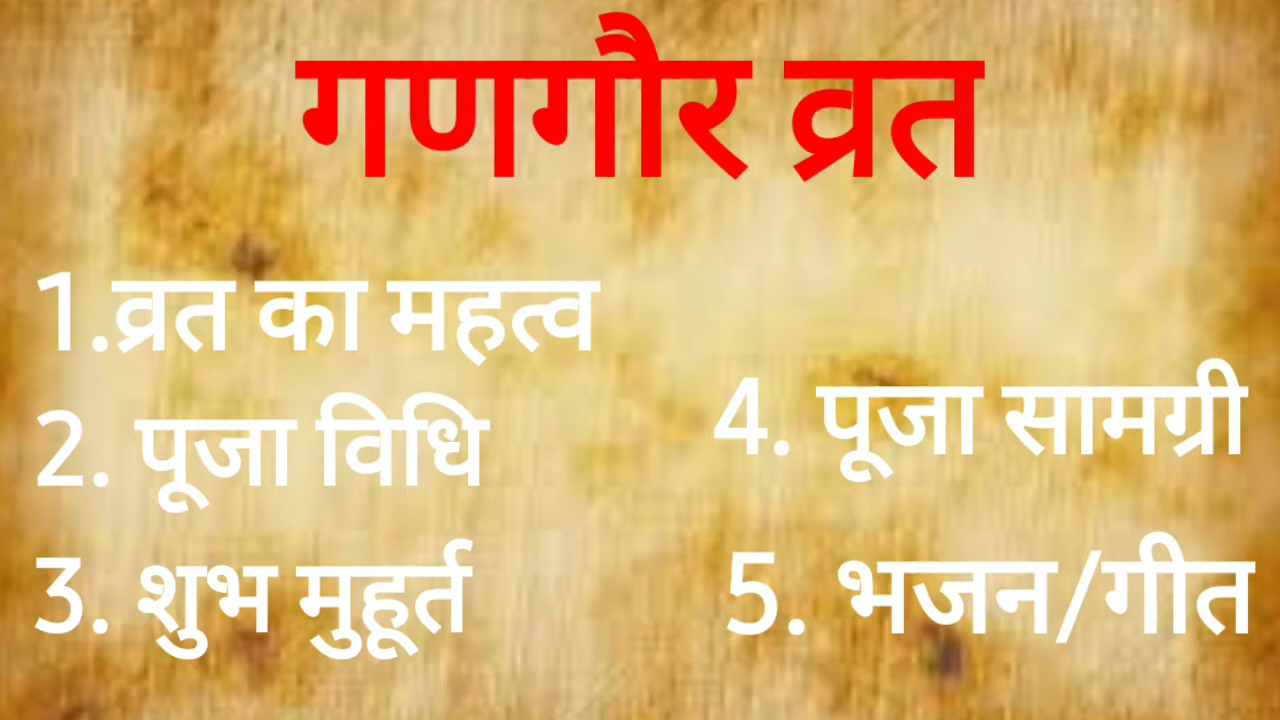 गणगौर व्रत
1.व्रत का महत्व
2. पूजा विधि
3. शुभ मुहूर्त
4. पूजा सामग्री
5. भजन/गीत